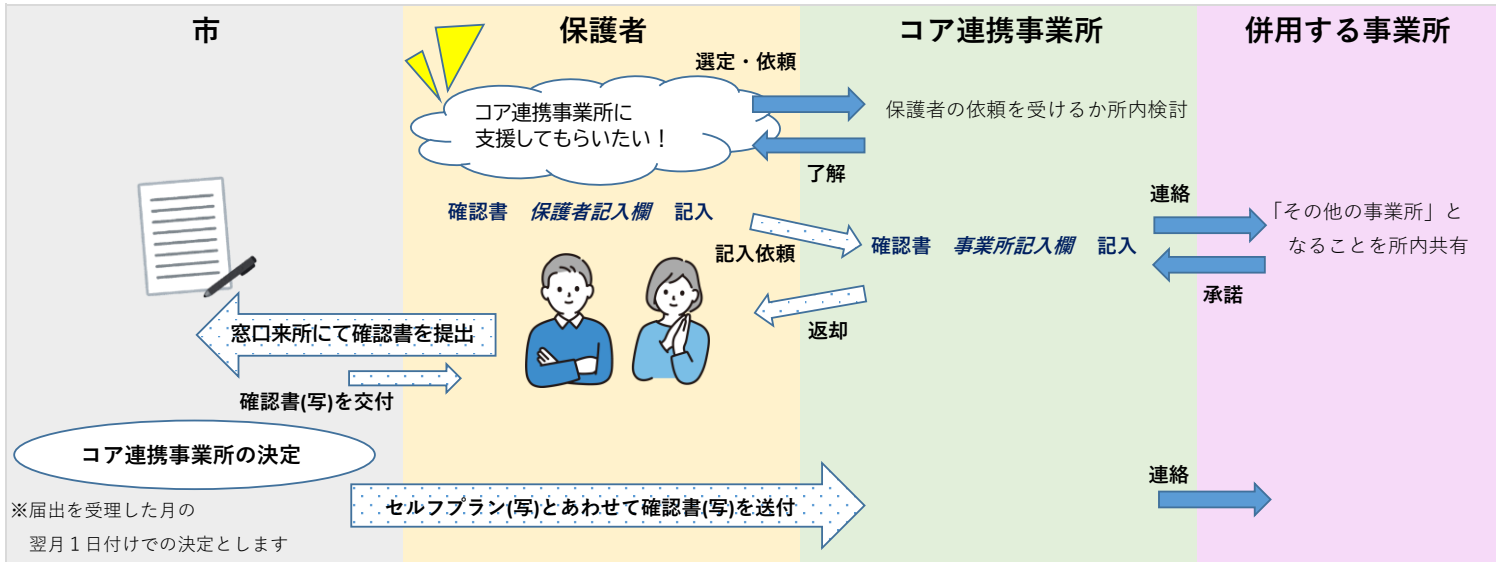 市
保護者
コア連携事業所
併用する事業所
選定・依頼
コア連携事業所に
支援してもらいたい！
保護者の依頼を受けるか所内検討
了解
確認書　保護者記入欄　記入
記入依頼
確認書　事業所記入欄　記入
連絡
「その他の事業所」と
なることを所内共有
承諾
返却
窓口来所にて確認書を提出
確認書(写)を交付
コア連携事業所の決定
※届出を受理した月の
翌月１日付けでの決定とします
セルフプラン(写)とあわせて確認書(写)を送付
連絡